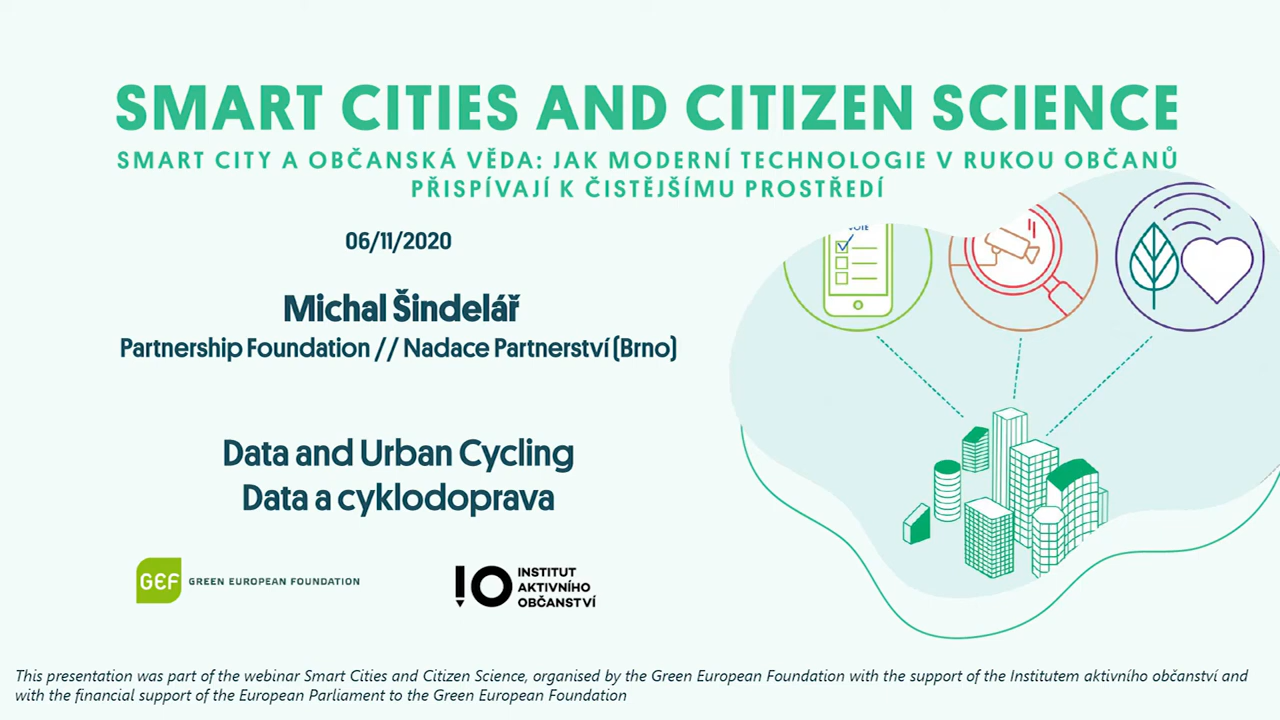 SMART CITIES AND CITIZEN SCIENCE
SMART CITY A OBČANSKÁ VĚDA: JAK MODERNÍ TECHNOLOGIE V RUKOU OBČANŮ
PŘISPÍVAJÍ K ČISTĚJŠÍMU PROSTŘEDÍ
06/11/2020
VOTE
Michal Šindelář
Partnership Foundation // Nadace Partnerství (Brno)
Data and Urban Cycling
Data a cyklodoprava
GEF GREEN EUROPEAN FOUNDATION
IO INSTITUT
AKTIVNÍHO
OBČANSTVÍ
This presentation was part of the webinar Smart Cities and Citizen Science, organised by the Green European Foundation with the support of the Institutem aktivního občanství and
with the financial support of the European Parliament to the Green European Foundation